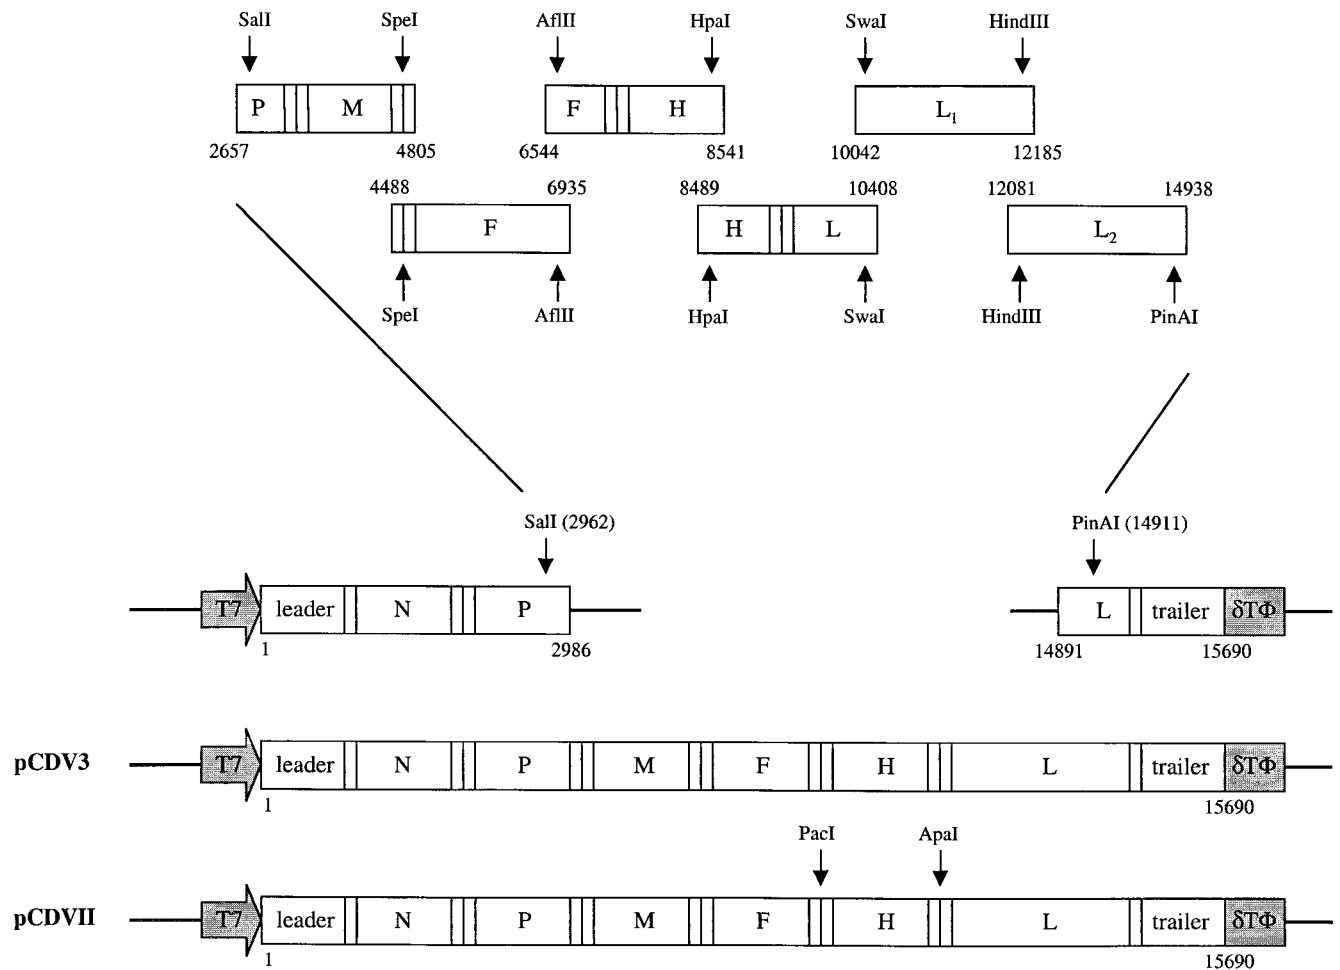 SalI SpeI AflII HpaI SwaI HindIII
P M F H L1
2657 4805 6544 8541 10042 12185
4488 6935 8489 10408 12081 14938
F H L L2
SpeI AflII HpaI SwaI HindIII PinAI
SalI (2962) PinAI (14911)
T7 leader N P L trailer δTΦ
1 2986 14891 15690
pCDV3 T7 leader N P M F H L trailer δTΦ
1 15690
PacI ApaI
pCDVII T7 leader N P M F H L trailer δTΦ
1 15690